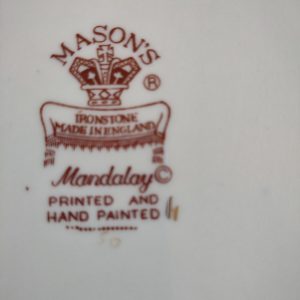 MASON'S
®
IRONSTONE
MADE IN ENGLAND
Mandalay ©
PRINTED AND
HAND PAINTED